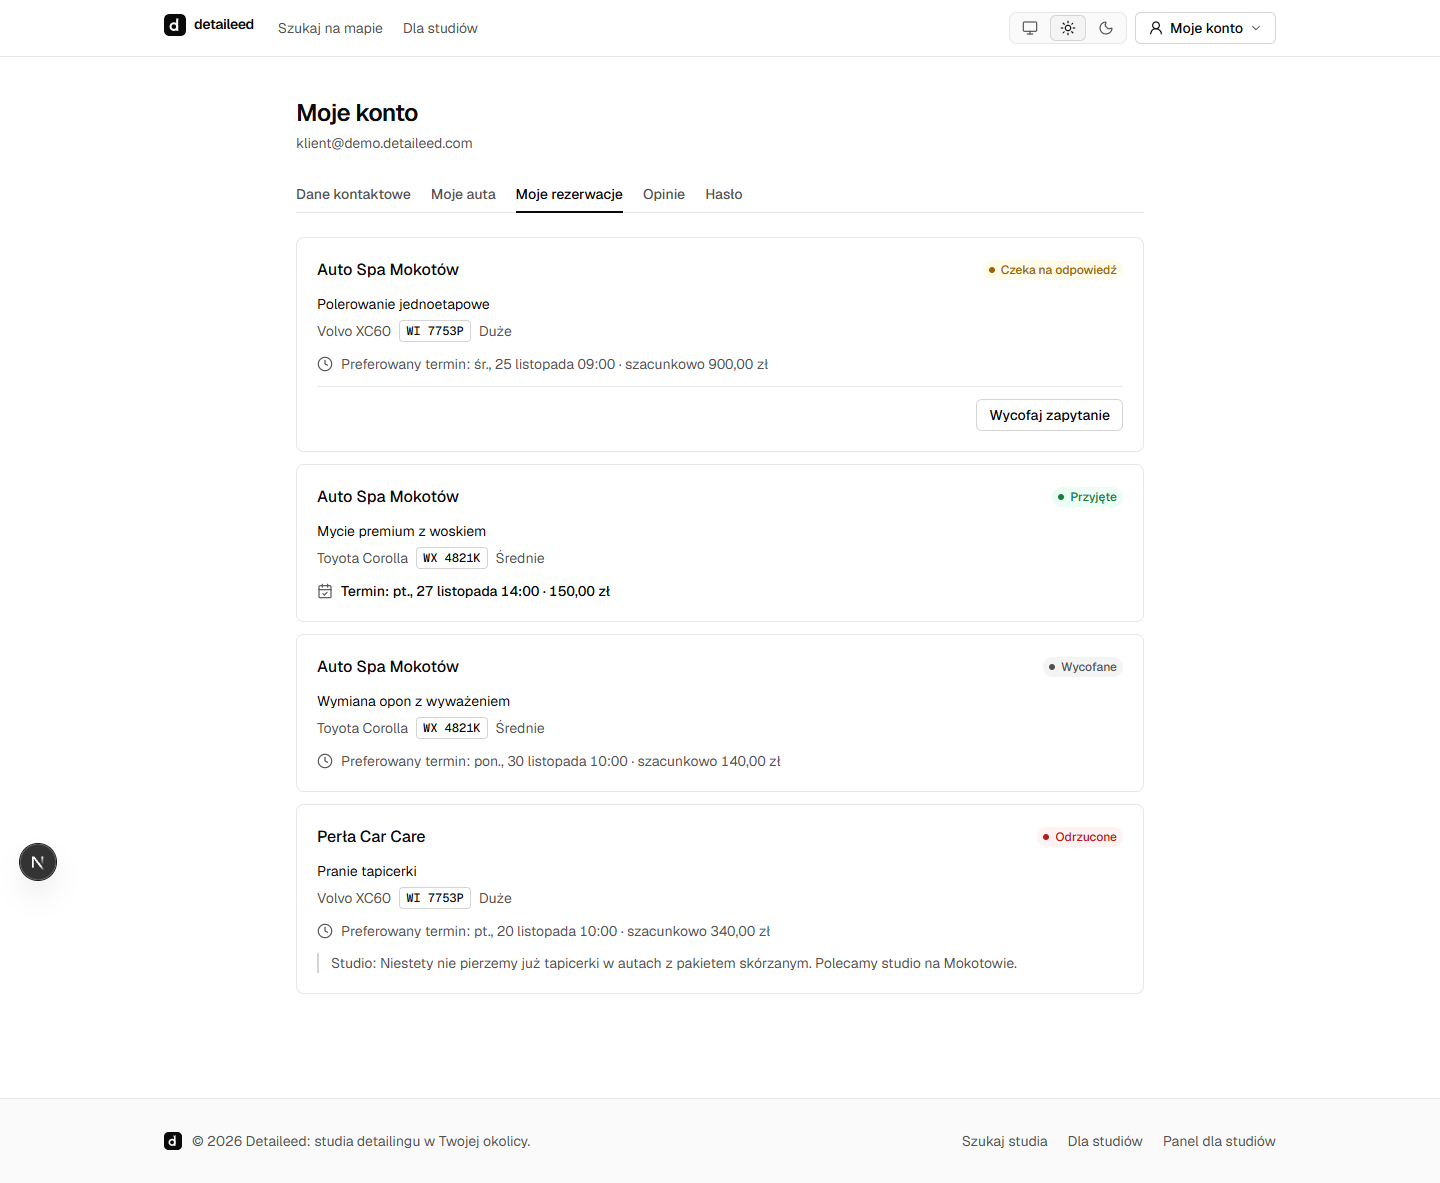 detaileed
Szukaj na mapie
Dla studiów
Moje konto
Moje konto
klient@demo.detaileed.com
Dane kontaktowe
Moje auta
Moje rezerwacje
Opinie
Hasło
Auto Spa Mokotów
Czeka na odpowiedź
Polerowanie jednoetapowe
Volvo XC60 WI 7753P Duże
Preferowany termin: śr., 25 listopada 09:00 · szacunkowo 900,00 zł
Wycofaj zapytanie
Auto Spa Mokotów
Przyjęte
Mycie premium z woskiem
Toyota Corolla WX 4821K Średnie
Termin: pt., 27 listopada 14:00 · 150,00 zł
Auto Spa Mokotów
Wycofane
Wymiana opon z wyważeniem
Toyota Corolla WX 4821K Średnie
Preferowany termin: pon., 30 listopada 10:00 · szacunkowo 140,00 zł
Perła Car Care
Odrzucone
Pranie tapicerki
Volvo XC60 WI 7753P Duże
Preferowany termin: pt., 20 listopada 10:00 · szacunkowo 340,00 zł
Studio: Niestety nie pierzemy już tapicerki w autach z pakietem skórzanym. Polecamy studio na Mokotowie.
N
d © 2026 Detaileed: studia detailingu w Twojej okolicy.
Szukaj studia
Dla studiów
Panel dla studiów